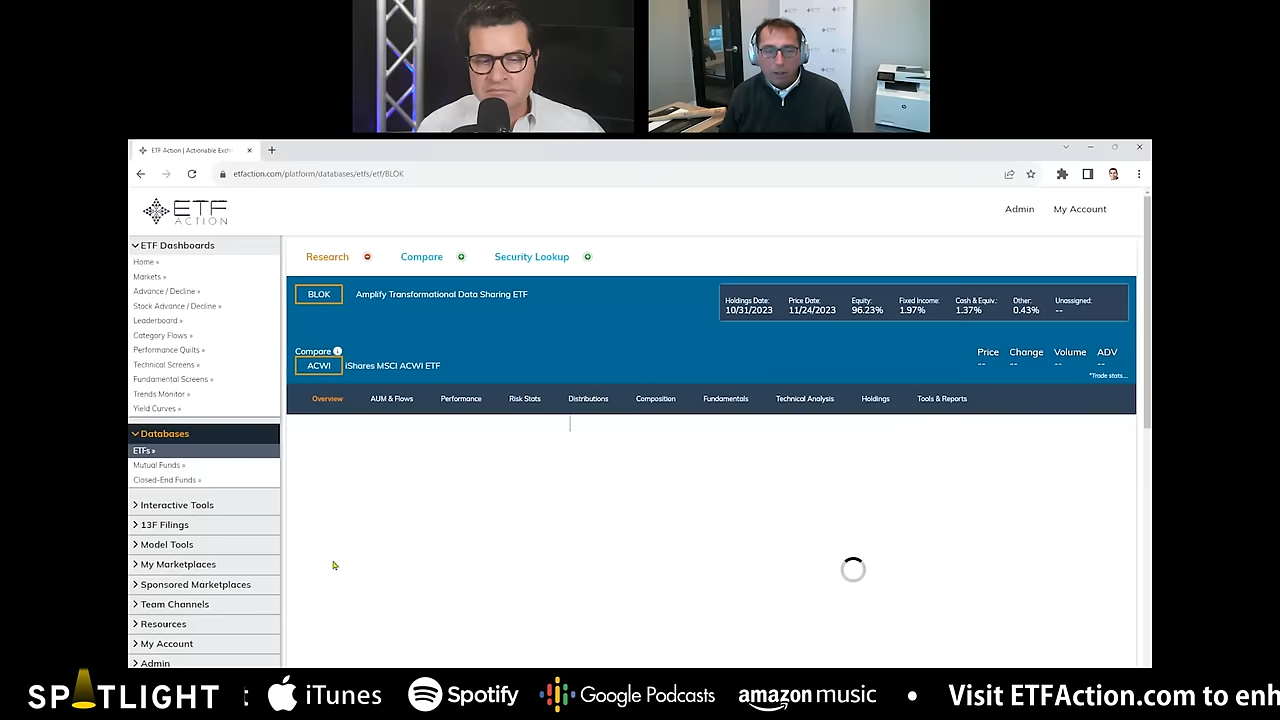 ETF Action | Actionable Exch
etfaction.com/platform/databases/etfs/etf/BLOK
ETF
ACTION
Admin
My Account
ETF Dashboards
Home »
Markets »
Advance / Decline »
Stock Advance / Decline »
Leaderboard »
Category Flows »
Performance Quilts »
Technical Screens »
Fundamental Screens »
Trends Monitor »
Yield Curves »
Databases
ETFs »
Mutual Funds »
Closed-End Funds »
Interactive Tools
13F Filings
Model Tools
My Marketplaces
Sponsored Marketplaces
Team Channels
Resources
My Account
Admin
Research
Compare
Security Lookup
BLOK
Amplify Transformational Data Sharing ETF
Holdings Date: Price Date: Equity: Fixed Income: Cash & Equiv.: Other: Unassigned:
10/31/2023 11/24/2023 96.23% 1.97% 1.37% 0.43% --
Compare
ACWI
iShares MSCI ACWI ETF
Price Change Volume ADV
-- -- -- --
*Trade stats...
Overview AUM & Flows Performance Risk Stats Distributions Composition Fundamentals Technical Analysis Holdings Tools & Reports
SPOTLIGHT : iTunes Spotify Google Podcasts amazon music • Visit ETFAction.com to enh